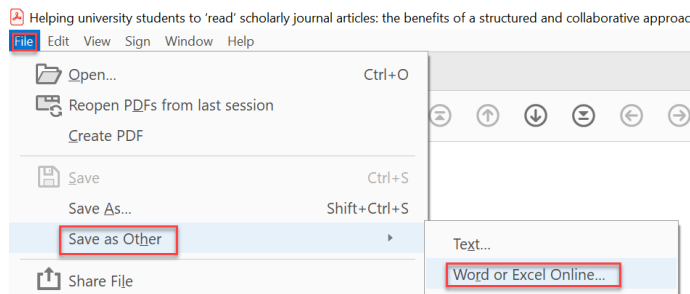 Helping university students to ‘read’ scholarly journal articles: the benefits of a structured and collaborative approac
File Edit View Sign Window Help
Open... Ctrl+O
Reopen PDFs from last session
Create PDF
Save Ctrl+S
Save As... Shift+Ctrl+S
Save as Other
Text...
Share File
Word or Excel Online...